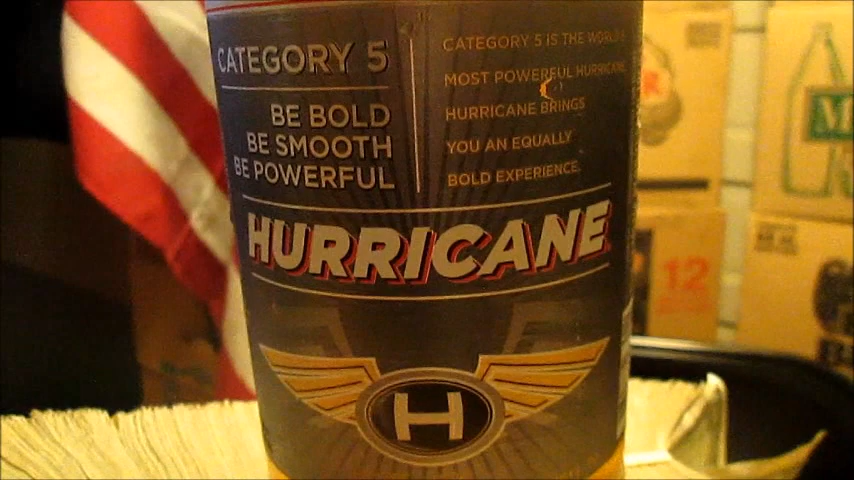 CATEGORY 5
BE BOLD
BE SMOOTH
BE POWERFUL
CATEGORY 5 IS THE WORLD'S
MOST POWERFUL HURRICANE.
HURRICANE BRINGS
YOU AN EQUALLY
BOLD EXPERIENCE.
HURRICANE
H
12
M